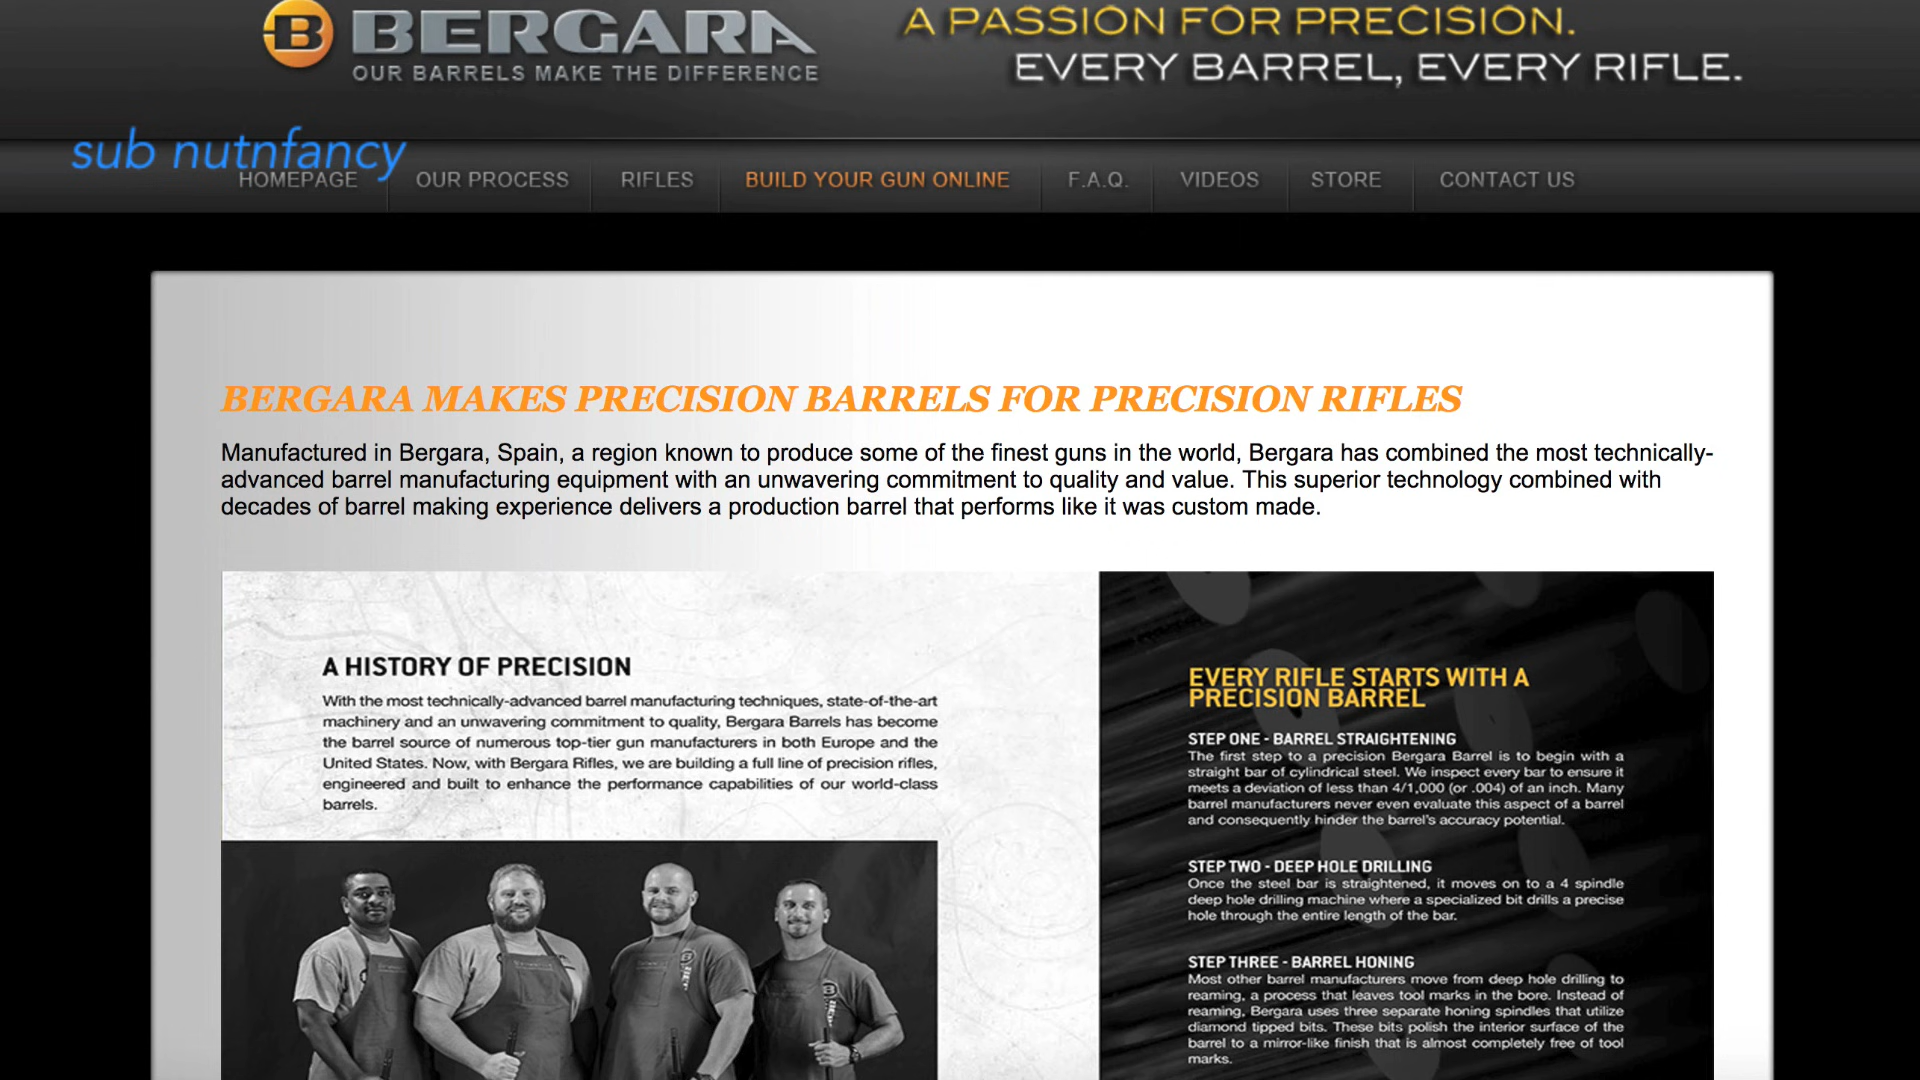 B BERGARA
OUR BARRELS MAKE THE DIFFERENCE
A PASSION FOR PRECISION.
EVERY BARREL, EVERY RIFLE.
sub nutnfancy
HOMEPAGE OUR PROCESS RIFLES BUILD YOUR GUN ONLINE F.A.Q. VIDEOS STORE CONTACT US
BERGARA MAKES PRECISION BARRELS FOR PRECISION RIFLES
Manufactured in Bergara, Spain, a region known to produce some of the finest guns in the world, Bergara has combined the most technically-
advanced barrel manufacturing equipment with an unwavering commitment to quality and value. This superior technology combined with
decades of barrel making experience delivers a production barrel that performs like it was custom made.
A HISTORY OF PRECISION
With the most technically-advanced barrel manufacturing techniques, state-of-the-art
machinery and an unwavering commitment to quality, Bergara Barrels has become
the barrel source of numerous top-tier gun manufacturers in both Europe and the
United States. Now, with Bergara Rifles, we are building a full line of precision rifles,
engineered and built to enhance the performance capabilities of our world-class
barrels.
EVERY RIFLE STARTS WITH A
PRECISION BARREL
STEP ONE - BARREL STRAIGHTENING
The first step to a precision Bergara Barrel is to begin with a
straight bar of cylindrical steel. We inspect every bar to ensure it
meets a deviation of less than 4/1,000 (or .004) of an inch. Many
barrel manufacturers never even evaluate this aspect of a barrel
and consequently hinder the barrel's accuracy potential.
STEP TWO - DEEP HOLE DRILLING
Once the steel bar is straightened, it moves on to a 4 spindle
deep hole drilling machine where a specialized bit drills a precise
hole through the entire length of the bar.
STEP THREE - BARREL HONING
Most other barrel manufacturers move from deep hole drilling to
reaming, a process that leaves tool marks in the bore. Instead of
reaming, Bergara uses three separate honing spindles that utilize
diamond tipped bits. These bits polish the interior surface of the
barrel to a mirror-like finish that is almost completely free of tool
marks.